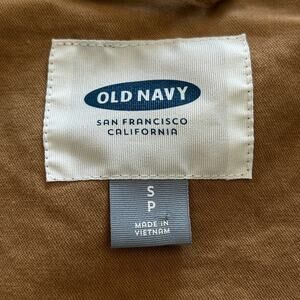 OLD NAVY
SAN FRANCISCO
CALIFORNIA
S
P
MADE IN
VIETNAM